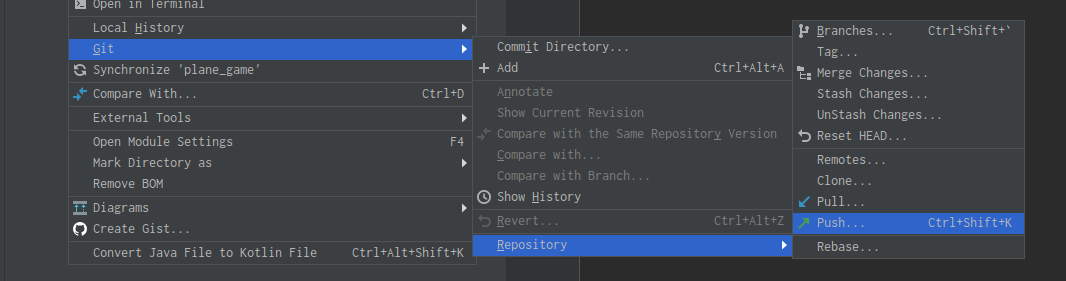 Open in Terminal
Local History
Git
Synchronize 'plane_game'
Compare With... Ctrl+D
External Tools
Open Module Settings F4
Mark Directory as
Remove BOM
Diagrams
Create Gist...
Convert Java File to Kotlin File Ctrl+Alt+Shift+K
Commit Directory...
Add Ctrl+Alt+A
Annotate
Show Current Revision
Compare with the Same Repository Version
Compare with...
Compare with Branch...
Show History
Revert... Ctrl+Alt+Z
Repository
Branches... Ctrl+Shift+`
Tag...
Merge Changes...
Stash Changes...
UnStash Changes...
Reset HEAD...
Remotes...
Clone...
Pull...
Push... Ctrl+Shift+K
Rebase...